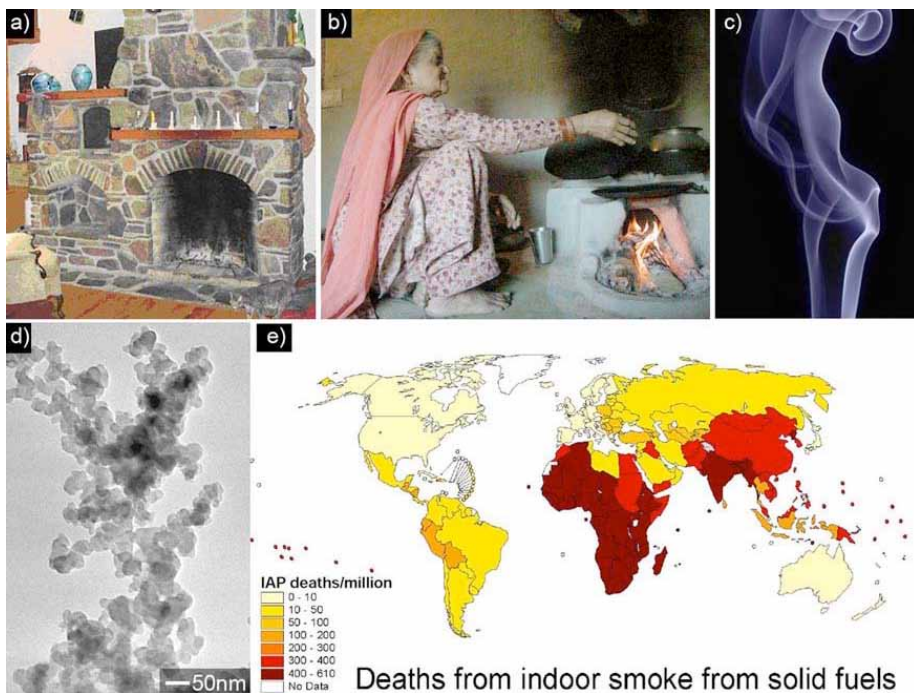 a)
b)
c)
d)
50nm
e)
IAP deaths/million
0 - 10
10 - 50
50 - 100
100 - 200
200 - 300
300 - 400
400 - 610
No Data
Deaths from indoor smoke from solid fuels